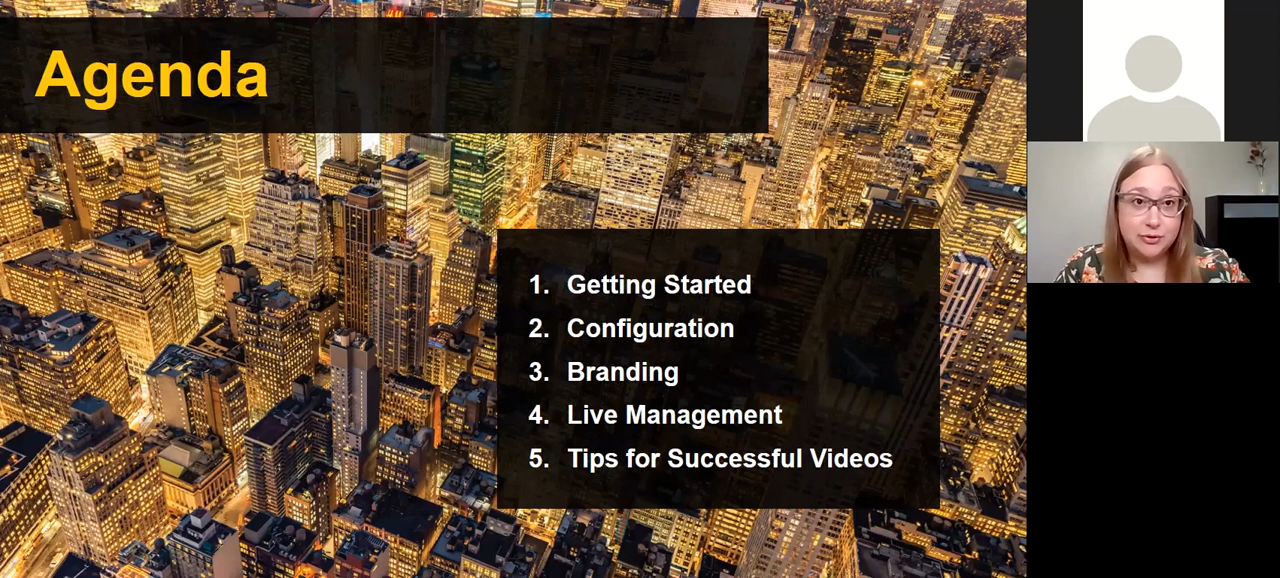 Agenda
1. Getting Started
2. Configuration
3. Branding
4. Live Management
5. Tips for Successful Videos